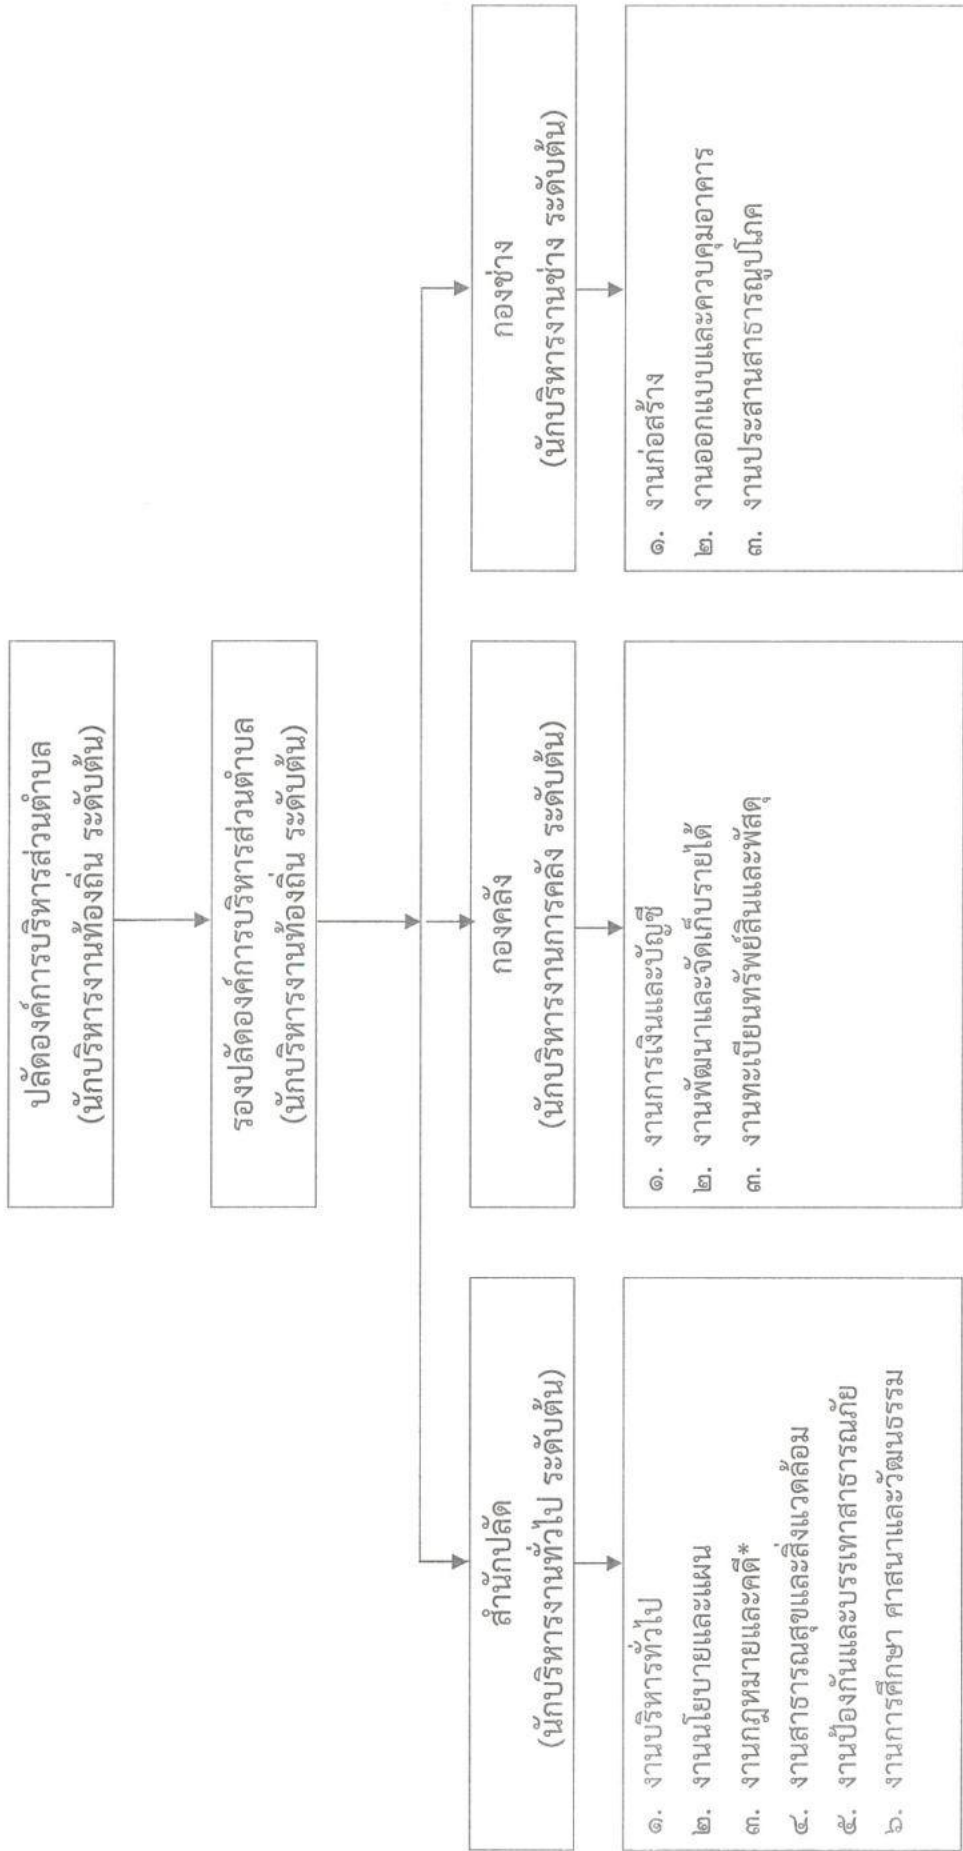 ปลัดองค์การบริหารส่วนตำบล
(นักบริหารงานท้องถิ่น ระดับต้น)
รองปลัดองค์การบริหารส่วนตำบล
(นักบริหารงานท้องถิ่น ระดับต้น)
สำนักปลัด
(นักบริหารงานทั่วไป ระดับต้น)
๑. งานบริหารทั่วไป
๒. งานนโยบายและแผน
๓. งานกฎหมายและคดี*
๔. งานสาธารณสุขและสิ่งแวดล้อม
๕. งานป้องกันและบรรเทาสาธารณภัย
๖. งานการศึกษา ศาสนาและวัฒนธรรม
กองคลัง
(นักบริหารงานการคลัง ระดับต้น)
๑. งานการเงินและบัญชี
๒. งานพัฒนาและจัดเก็บรายได้
๓. งานทะเบียนทรัพย์สินและพัสดุ
กองช่าง
(นักบริหารงานช่าง ระดับต้น)
๑. งานก่อสร้าง
๒. งานออกแบบและควบคุมอาคาร
๓. งานประสานสาธารณูปโภค